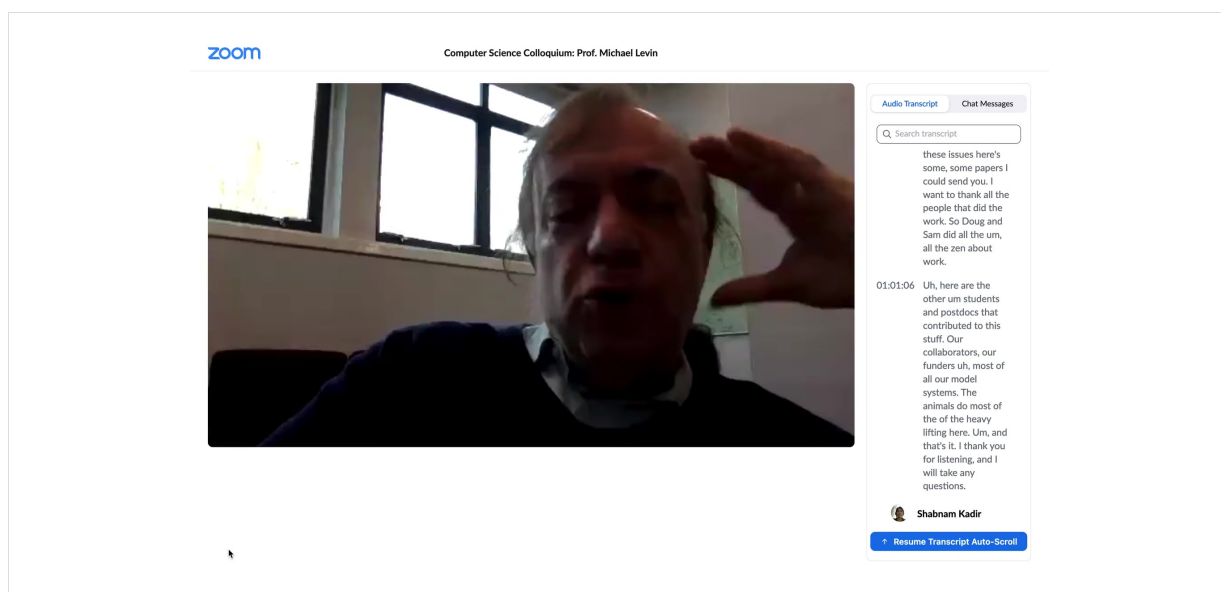 zoom
Computer Science Colloquium: Prof. Michael Levin
Audio Transcript
Chat Messages
Search transcript
these issues here's
some, some papers I
could send you. I
want to thank all the
people that did the
work. So Doug and
Sam did all the um,
all the zen about
work.
01:01:06 Uh, here are the
other um students
and postdocs that
contributed to this
stuff. Our
collaborators, our
funders uh, most of
all our model
systems. The
animals do most of
the of the heavy
lifting here. Um, and
that's it. I thank you
for listening, and I
will take any
questions.
Shabnam Kadir
↑ Resume Transcript Auto-Scroll